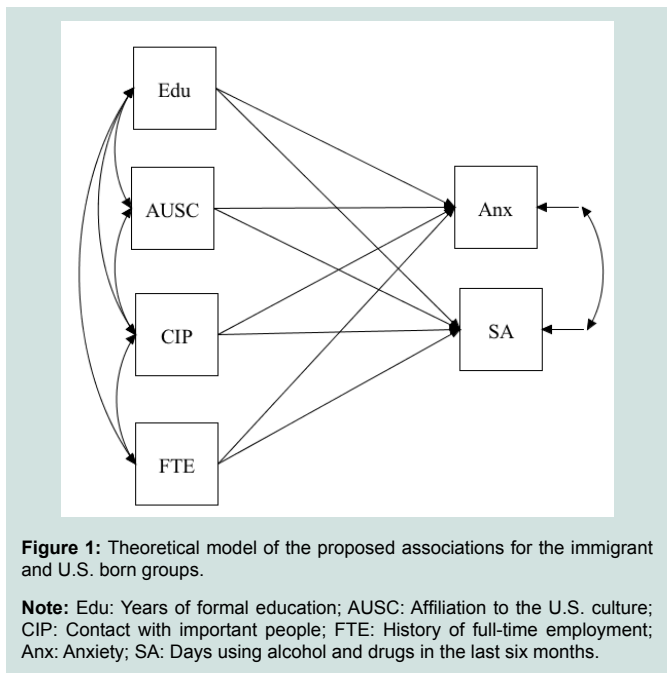 Edu
AUSC
Anx
CIP
SA
FTE
Figure 1: Theoretical model of the proposed associations for the immigrant
and U.S. born groups.
Note: Edu: Years of formal education; AUSC: Affiliation to the U.S. culture;
CIP: Contact with important people; FTE: History of full-time employment;
Anx: Anxiety; SA: Days using alcohol and drugs in the last six months.